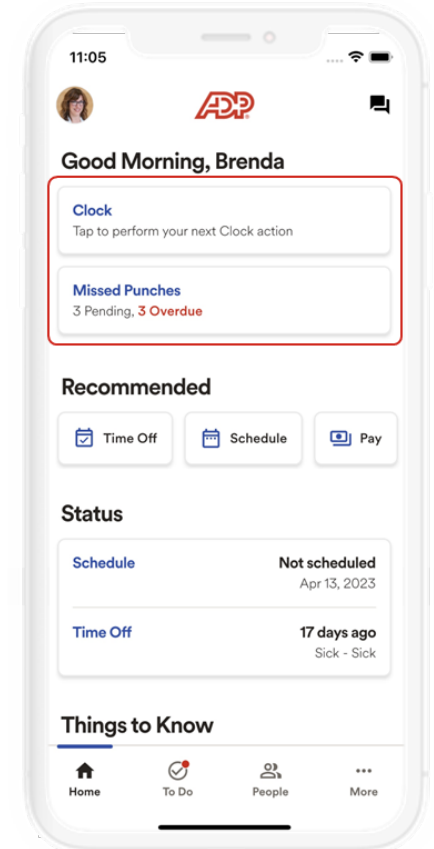 11:05
ADP
Good Morning, Brenda
Clock
Tap to perform your next Clock action
Missed Punches
3 Pending, 3 Overdue
Recommended
Time Off
Schedule
Pay
Status
Schedule
Not scheduled
Apr 13, 2023
Time Off
17 days ago
Sick - Sick
Things to Know
Home
To Do
People
More